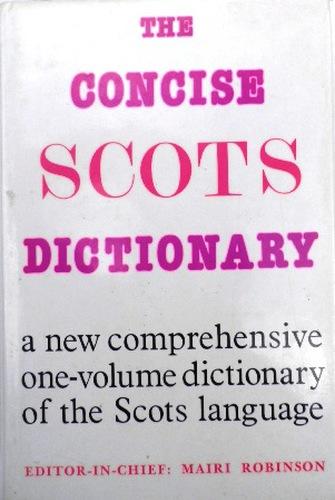 THE
CONCISE
SCOTS
DICTIONARY
a new comprehensive
one-volume dictionary
of the Scots language
EDITOR-IN-CHIEF: MAIRI ROBINSON